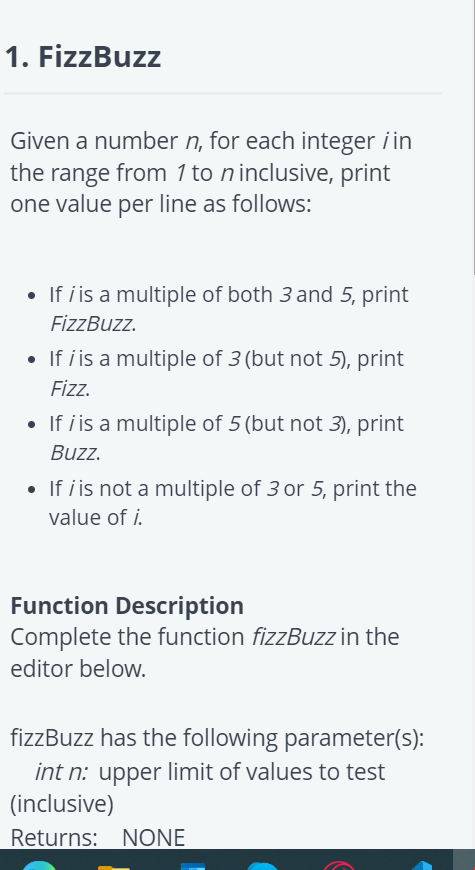 1. FizzBuzz
Given a number n, for each integer i in
the range from 1 to n inclusive, print
one value per line as follows:
• If i is a multiple of both 3 and 5, print
FizzBuzz.
• If i is a multiple of 3 (but not 5), print
Fizz.
• If i is a multiple of 5 (but not 3), print
Buzz.
• If i is not a multiple of 3 or 5, print the
value of i.
Function Description
Complete the function fizzBuzz in the
editor below.
fizzBuzz has the following parameter(s):
int n: upper limit of values to test
(inclusive)
Returns: NONE